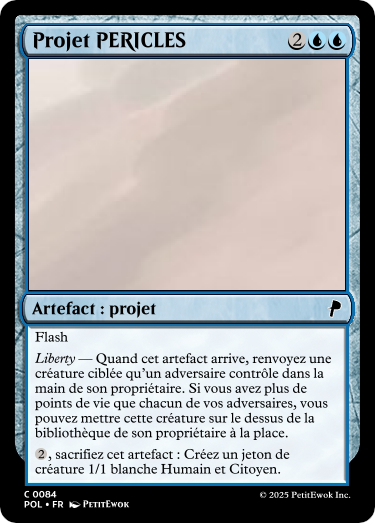 Projet PERICLES 2
Artefact : projet
Flash
Liberty — Quand cet artefact arrive, renvoyez une
créature ciblée qu'un adversaire contrôle dans la
main de son propriétaire. Si vous avez plus de
points de vie que chacun de vos adversaires, vous
pouvez mettre cette créature sur le dessus de la
bibliothèque de son propriétaire à la place.
2, sacrifiez cet artefact : Créez un jeton de
créature 1/1 blanche Humain et Citoyen.
C 0084
POL • FR PetitEwok
© 2025 PetitEwok Inc.